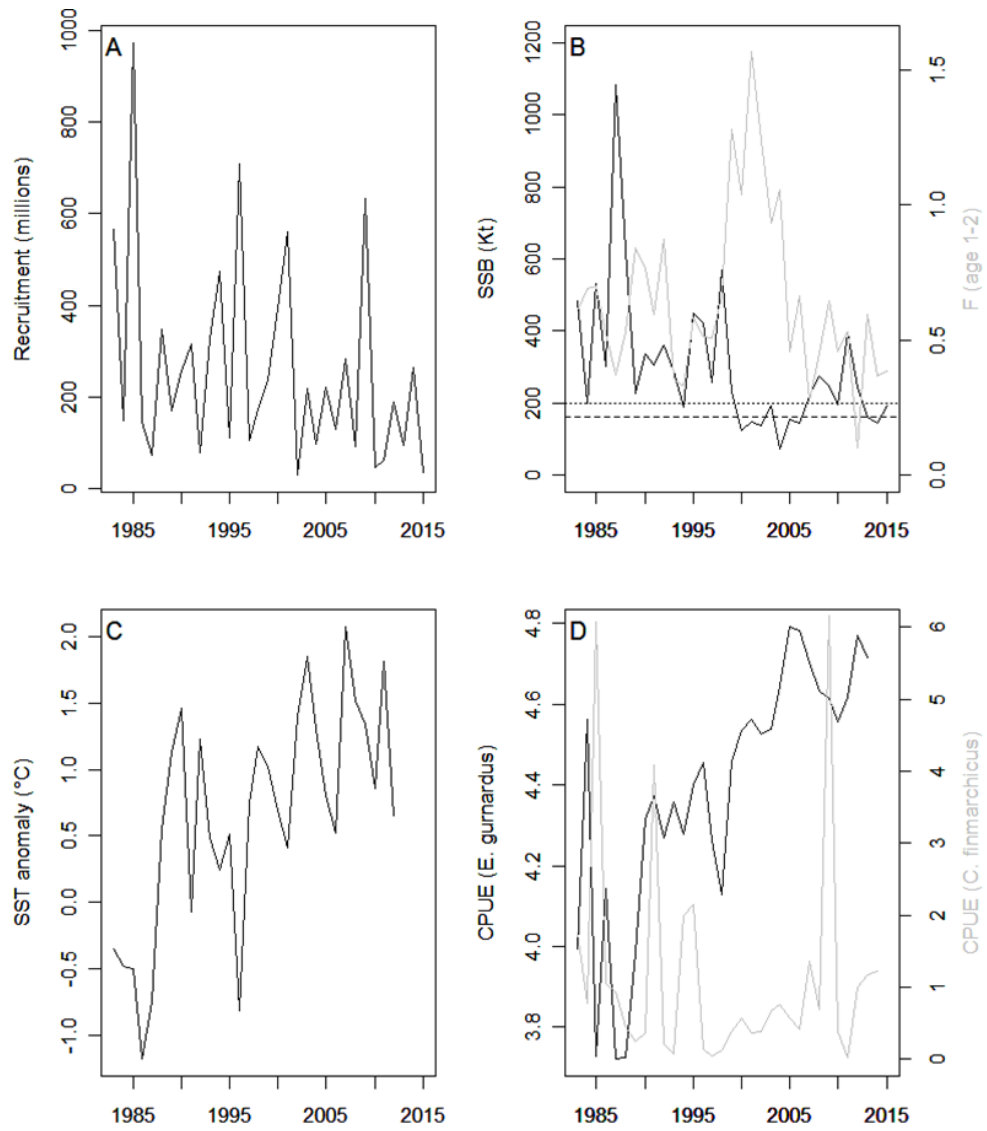 A
Recruitment (millions)
0 200 400 600 800 1000
1985 1995 2005 2015
B
SSB (Kt)
0 200 400 600 800 1000 1200
F (age 1-2)
0.0 0.5 1.0 1.5
1985 1995 2005 2015
C
SST anomaly (°C)
-1.0 -0.5 0.0 0.5 1.0 1.5 2.0
1985 1995 2005 2015
D
CPUE (E. gurnardus)
3.8 4.0 4.2 4.4 4.6 4.8
CPUE (C. finmarchicus)
0 1 2 3 4 5 6
1985 1995 2005 2015